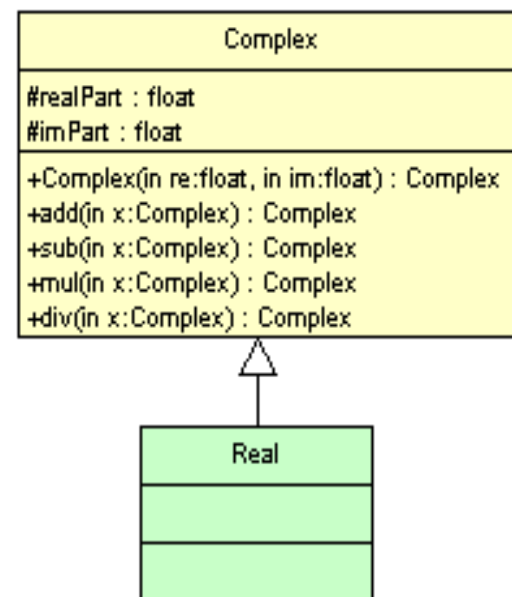 Complex
#realPart : float
#imPart : float
+Complex(in re:float, in im:float) : Complex
+add(in x:Complex) : Complex
+sub(in x:Complex) : Complex
+mul(in x:Complex) : Complex
+div(in x:Complex) : Complex
Real